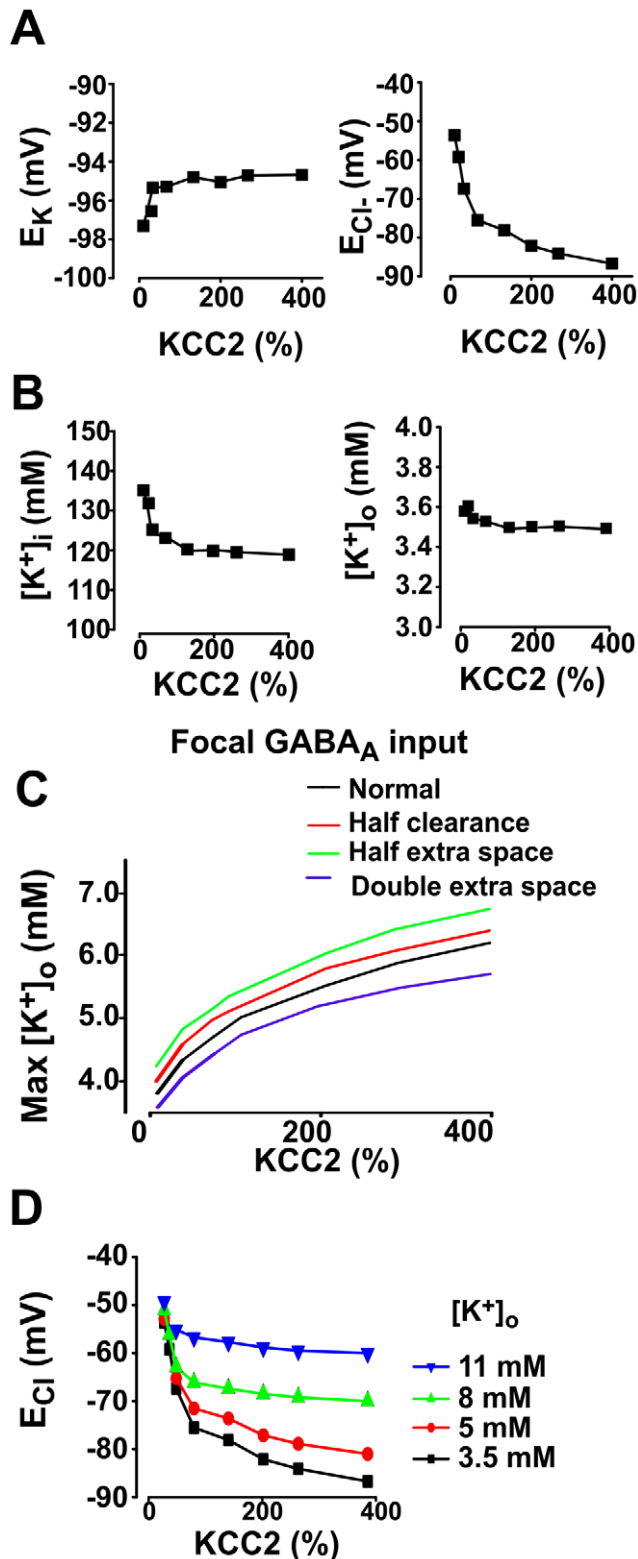 A
E_K (mV)
-90
-92
-94
-96
-98
-100
0 200 400
KCC2 (%)
E_Cl- (mV)
-40
-50
-60
-70
-80
-90
0 200 400
KCC2 (%)
B
[K+]i (mM)
150
140
130
120
110
100
0 200 400
KCC2 (%)
[K+]o (mM)
4.0
3.8
3.6
3.4
3.2
3.0
0 200 400
KCC2 (%)
Focal GABA_A input
C
Normal
Half clearance
Half extra space
Double extra space
Max [K+]o (mM)
7.0
6.0
5.0
4.0
0 200 400
KCC2 (%)
D
E_Cl (mV)
-40
-50
-60
-70
-80
-90
0 200 400
KCC2 (%)
[K+]o
11 mM
8 mM
5 mM
3.5 mM